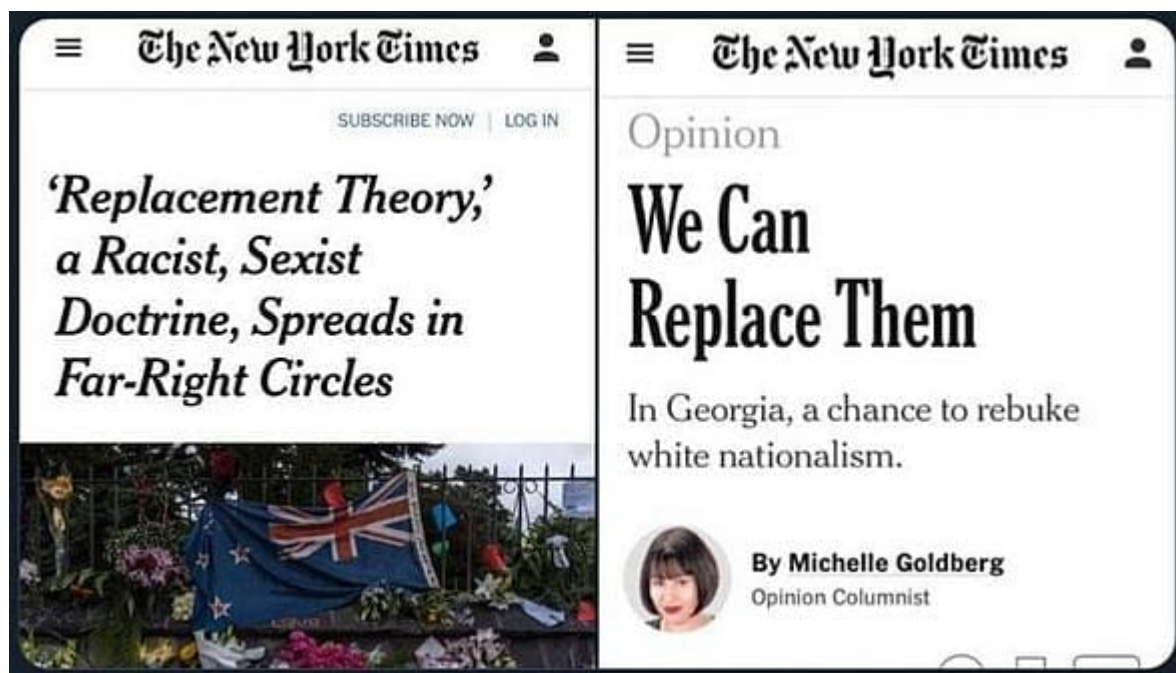 The New York Times
SUBSCRIBE NOW | LOG IN
‘Replacement Theory,’
a Racist, Sexist
Doctrine, Spreads in
Far-Right Circles
The New York Times
Opinion
We Can
Replace Them
In Georgia, a chance to rebuke
white nationalism.
By Michelle Goldberg
Opinion Columnist